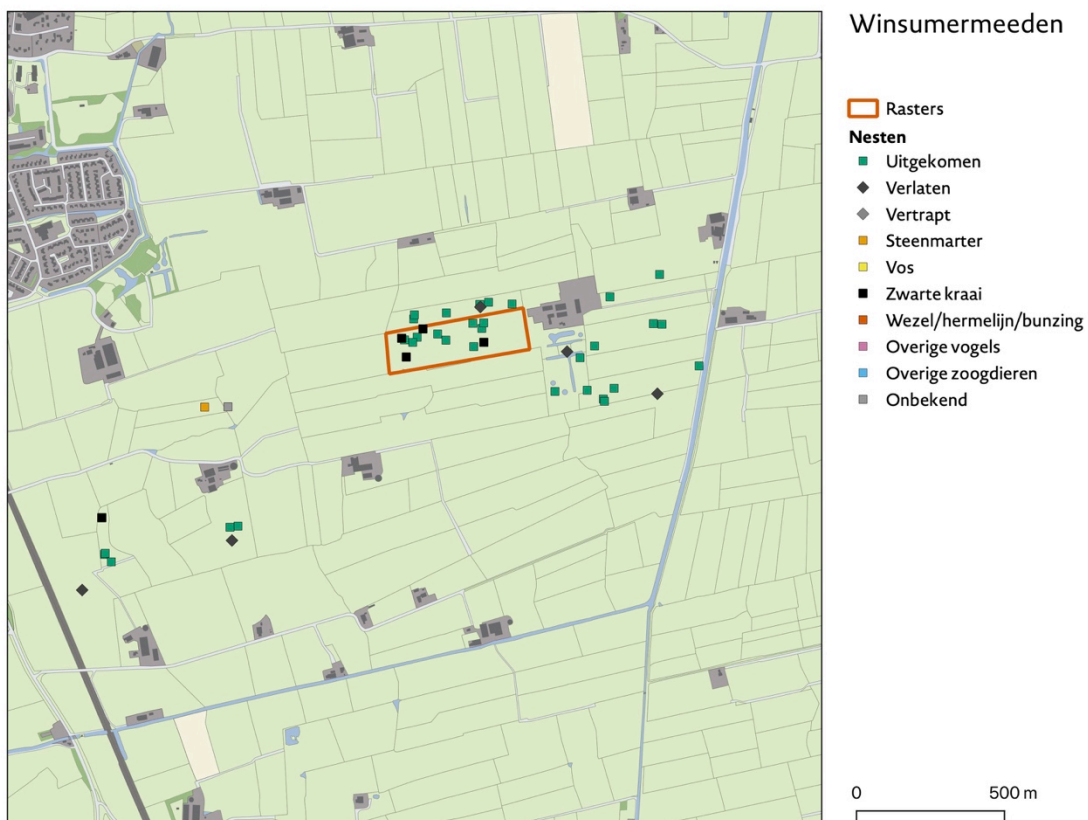 Winsumermeeden
Rasters
Nesten
Uitgekomen
Verlaten
Vertrapt
Steenmarter
Vos
Zwarte kraai
Wezel/hermelijn/bunzing
Overige vogels
Overige zoogdieren
Onbekend
0 500 m